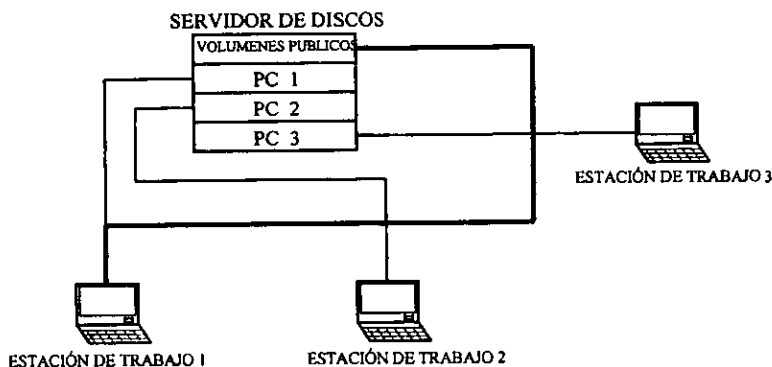 SERVIDOR DE DISCOS
VOLUMENES PUBLICOS
PC 1
PC 2
PC 3
ESTACIÓN DE TRABAJO 3
ESTACIÓN DE TRABAJO 1
ESTACIÓN DE TRABAJO 2